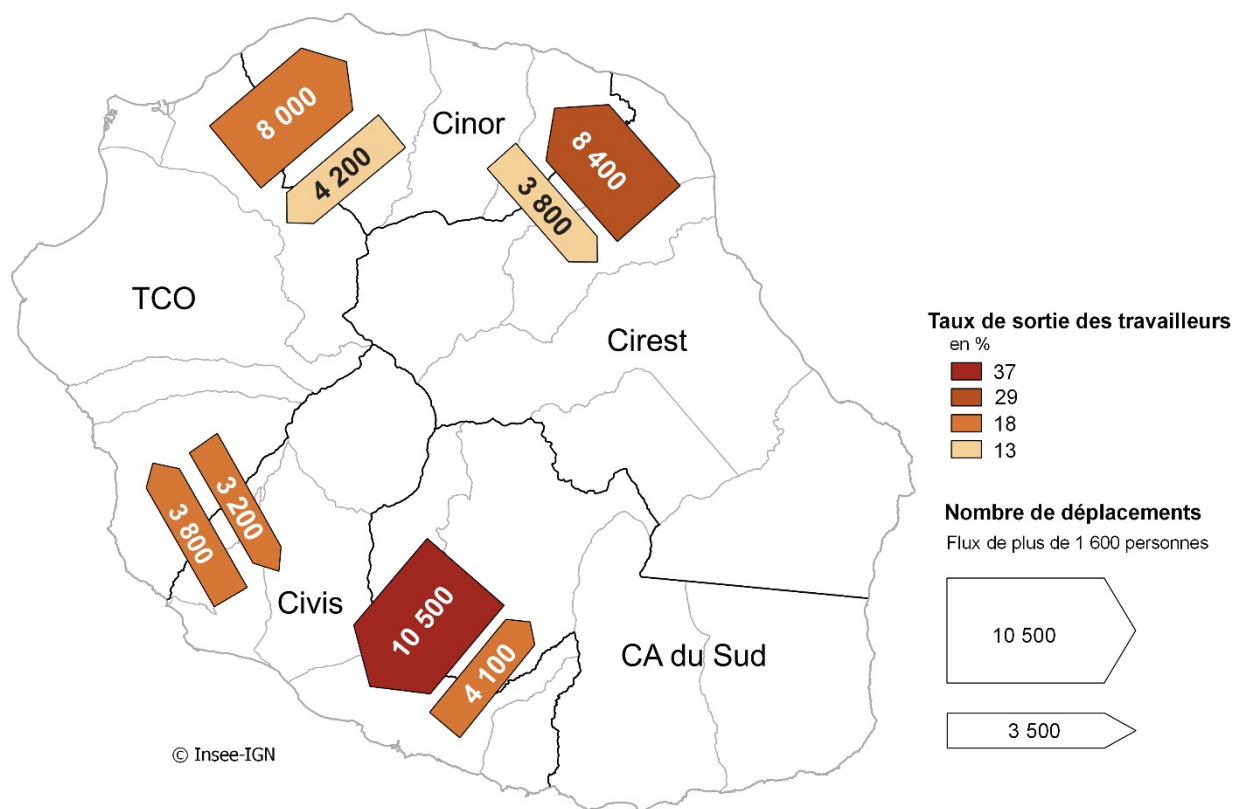 8 000
4 200
Cinor
8 400
3 800
TCO
Cirest
3 800
3 200
Civis
10 500
4 100
CA du Sud
© Insee-IGN
Taux de sortie des travailleurs
en %
37
29
18
13
Nombre de déplacements
Flux de plus de 1 600 personnes
10 500
3 500